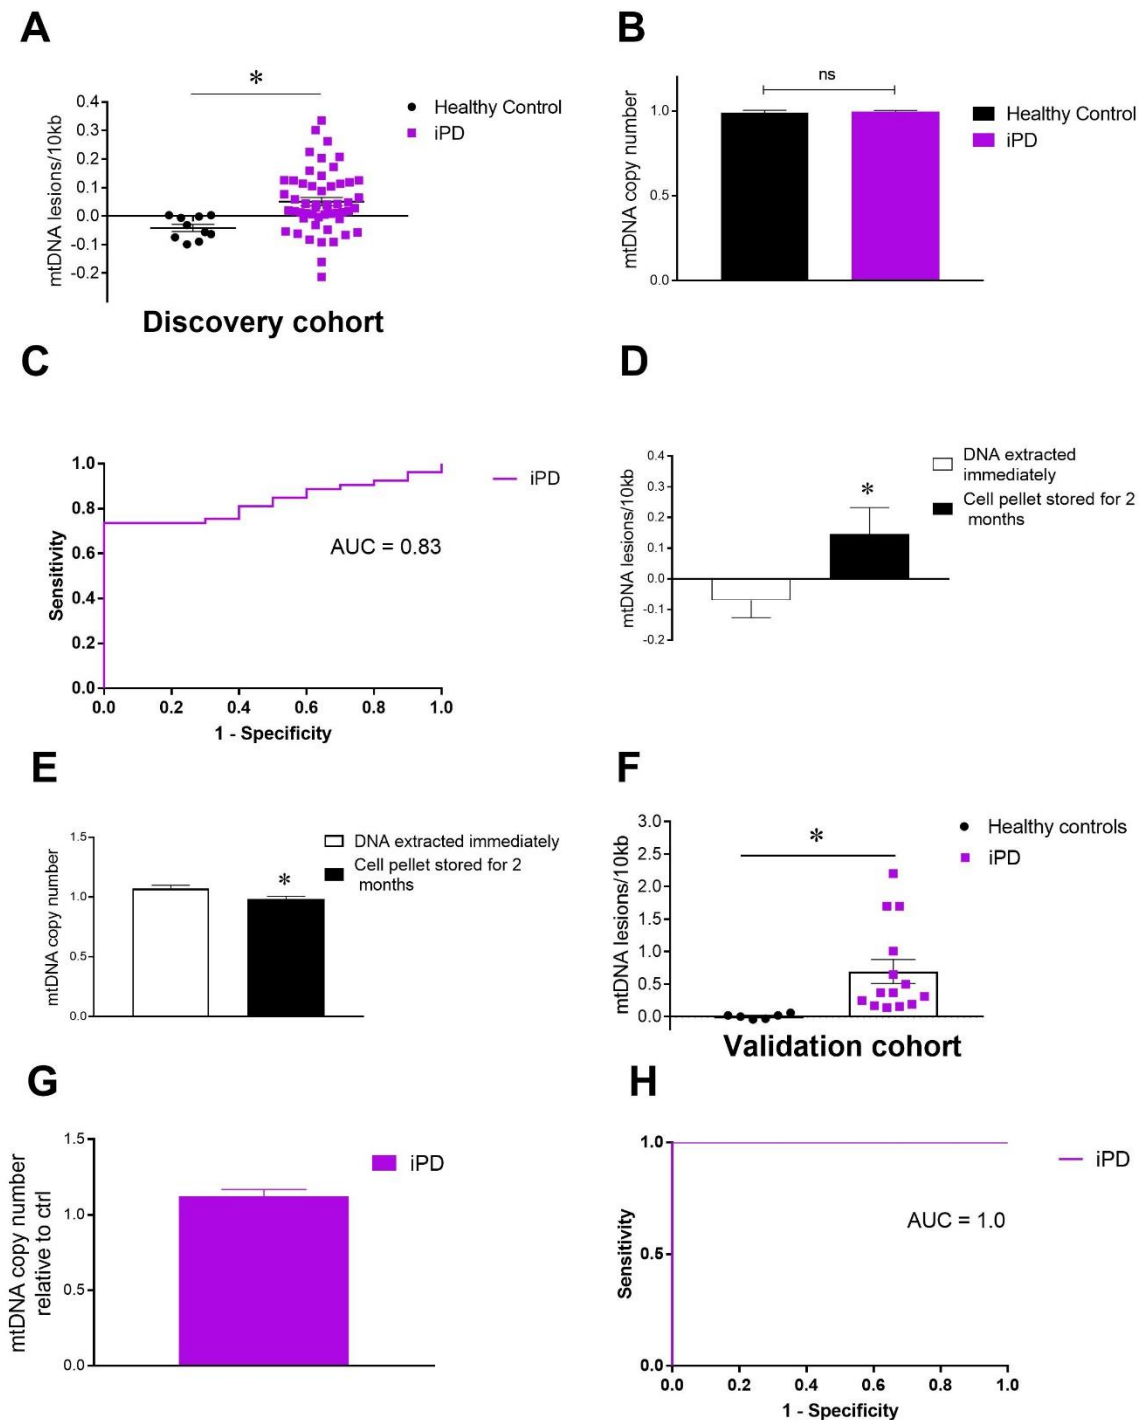 A
*
mtDNA lesions/10kb
0.4
0.3
0.2
0.1
0.0
-0.1
-0.2
Healthy Control
iPD
Discovery cohort
B
ns
mtDNA copy number
1.0
0.5
0.0
Healthy Control
iPD
C
Sensitivity
1.0
0.8
0.6
0.4
0.2
0.0
iPD
AUC = 0.83
0.0 0.2 0.4 0.6 0.8 1.0
1 - Specificity
D
mtDNA lesions/10kb
0.4
0.3
0.2
0.1
0.0
-0.1
-0.2
*
DNA extracted
immediately
Cell pellet stored for 2
months
E
mtDNA copy number
1.5
1.0
0.5
0.0
*
DNA extracted immediately
Cell pellet stored for 2
months
F
mtDNA lesions/10kb
3.0
2.5
2.0
1.5
1.0
0.5
0.0
*
Healthy controls
iPD
Validation cohort
G
mtDNA copy number
relative to ctrl
1.5
1.0
0.5
0.0
iPD
H
Sensitivity
1.0
0.5
0.0
iPD
AUC = 1.0
0.0 0.2 0.4 0.6 0.8 1.0
1 - Specificity